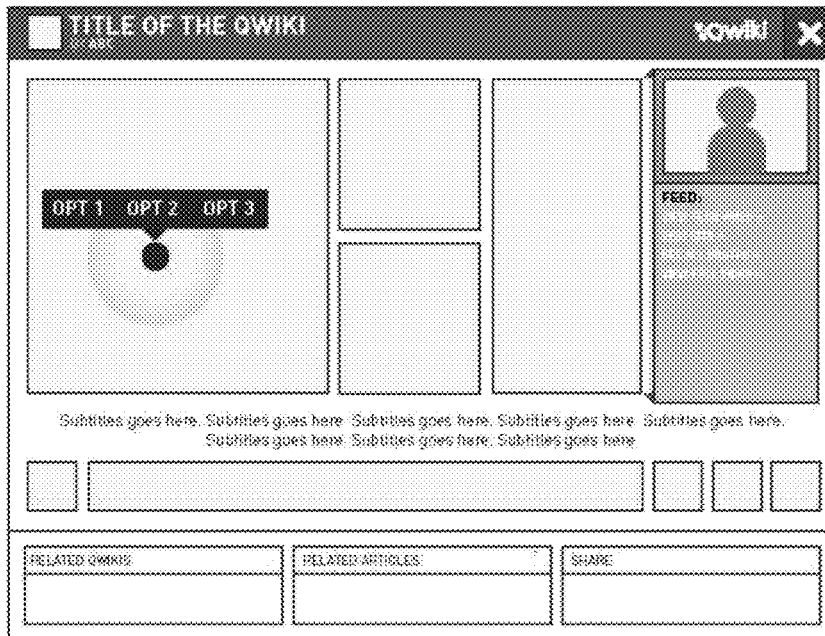 TITLE OF THE QWIKI
BY ABC
Qwiki
OPT 1 OPT 2 OPT 3
FEED:
Subtitles goes here. Subtitles goes here. Subtitles goes here. Subtitles goes here. Subtitles goes here.
Subtitles goes here. Subtitles goes here. Subtitles goes here
RELATED QWIKIS
RELATED ARTICLES
SHARE